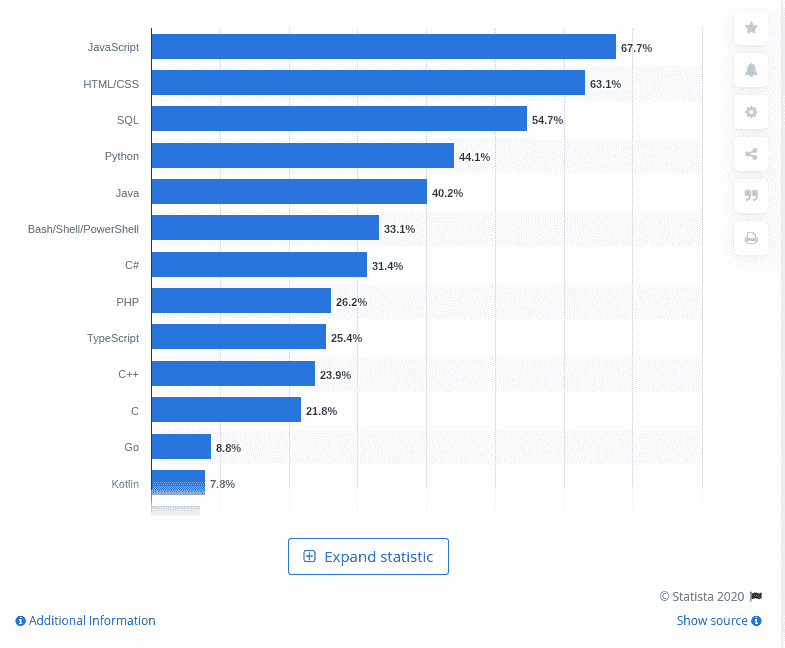 JavaScript 67.7%
HTML/CSS 63.1%
SQL 54.7%
Python 44.1%
Java 40.2%
Bash/Shell/PowerShell 33.1%
C# 31.4%
PHP 26.2%
TypeScript 25.4%
C++ 23.9%
C 21.8%
Go 8.8%
Kotlin 7.8%
Expand statistic
© Statista 2020
Additional Information Show source